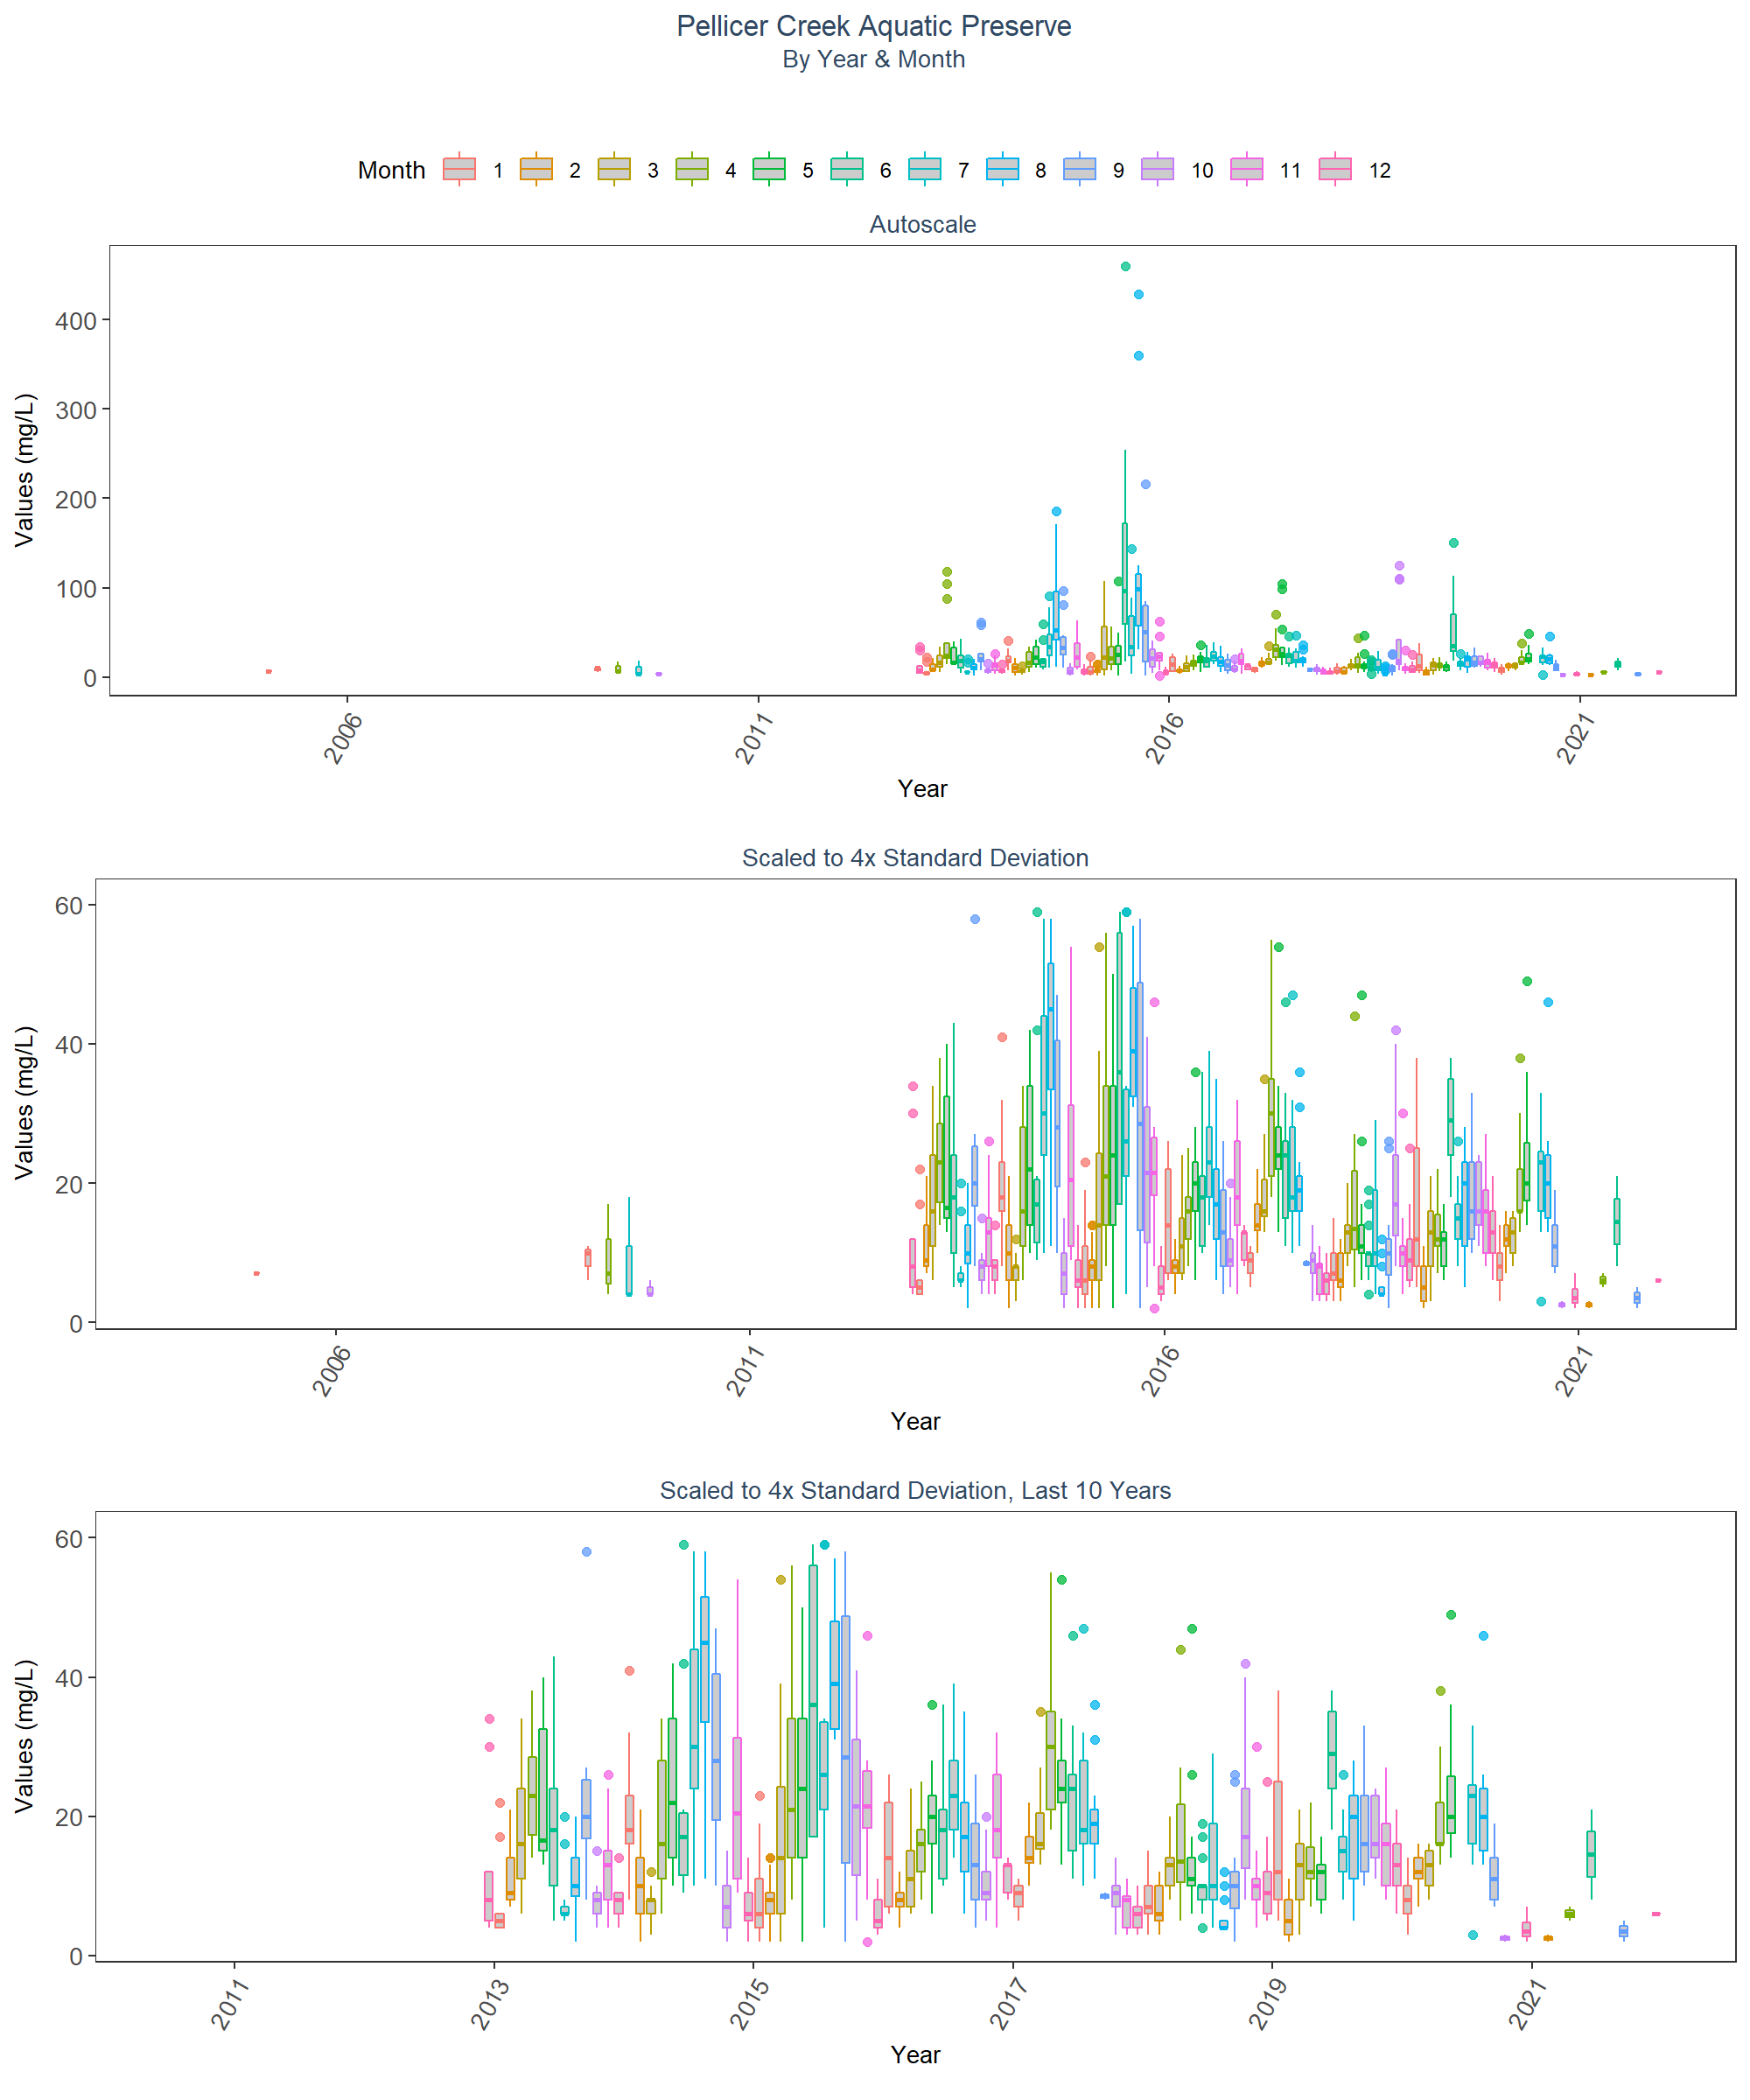 Pellicer Creek Aquatic Preserve
By Year & Month
Month 1 2 3 4 5 6 7 8 9 10 11 12
Autoscale
Values (mg/L)
400
300
200
100
0
2006 2011 2016 2021
Year
Scaled to 4x Standard Deviation
Values (mg/L)
60
40
20
0
2006 2011 2016 2021
Year
Scaled to 4x Standard Deviation, Last 10 Years
Values (mg/L)
60
40
20
0
2011 2013 2015 2017 2019 2021
Year